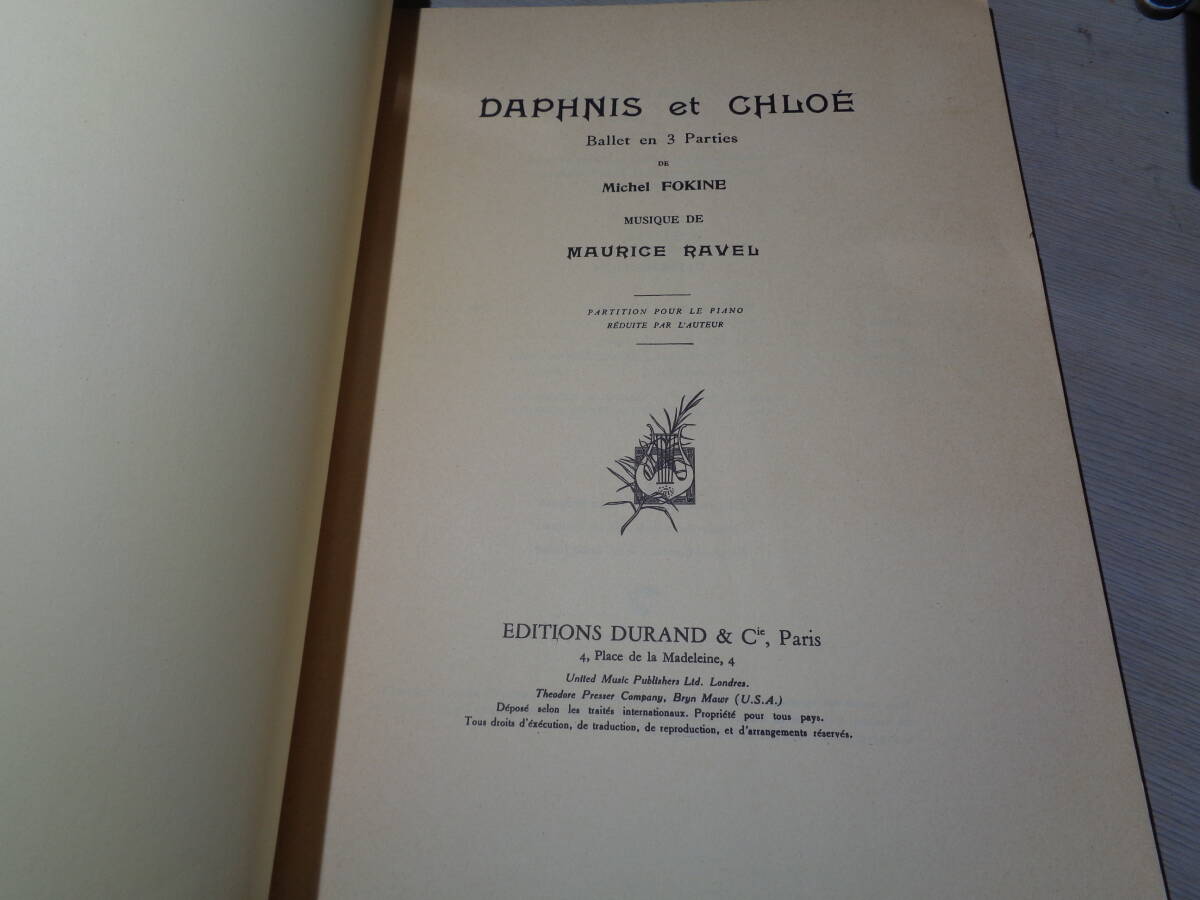 DAPHNIS et CHLOÉ
Ballet en 3 Parties
DE
Michel FOKINE
MUSIQUE DE
MAURICE RAVEL
PARTITION POUR LE PIANO
RÉDUITE PAR L'AUTEUR
EDITIONS DURAND & Cie, Paris
4, Place de la Madeleine, 4
United Music Publishers Ltd. Londres.
Theodore Presser Company, Bryn Mawr (U.S.A.)
Déposé selon les traités internationaux. Propriété pour tous pays.
Tous droits d'éxécution, de traduction, de reproduction, et d'arrangements réservés.